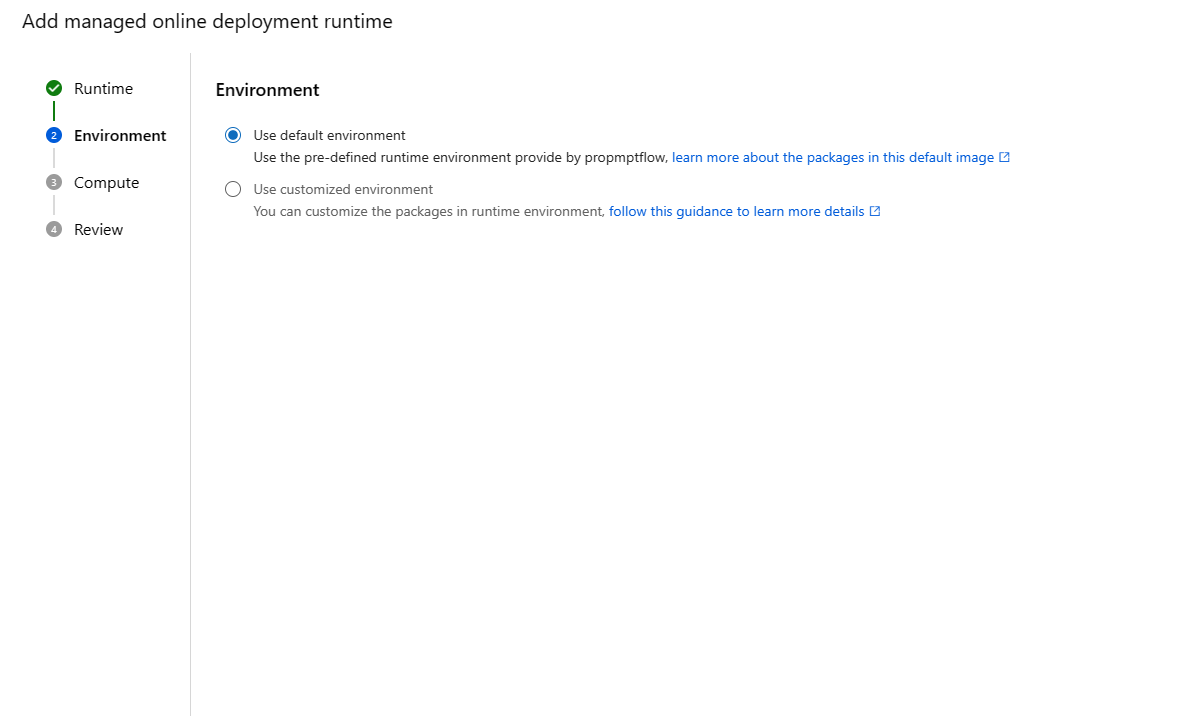 Add managed online deployment runtime
Runtime
2 Environment
3 Compute
4 Review
Environment
Use default environment
Use the pre-defined runtime environment provide by propmptflow, learn more about the packages in this default image
Use customized environment
You can customize the packages in runtime environment, follow this guidance to learn more details